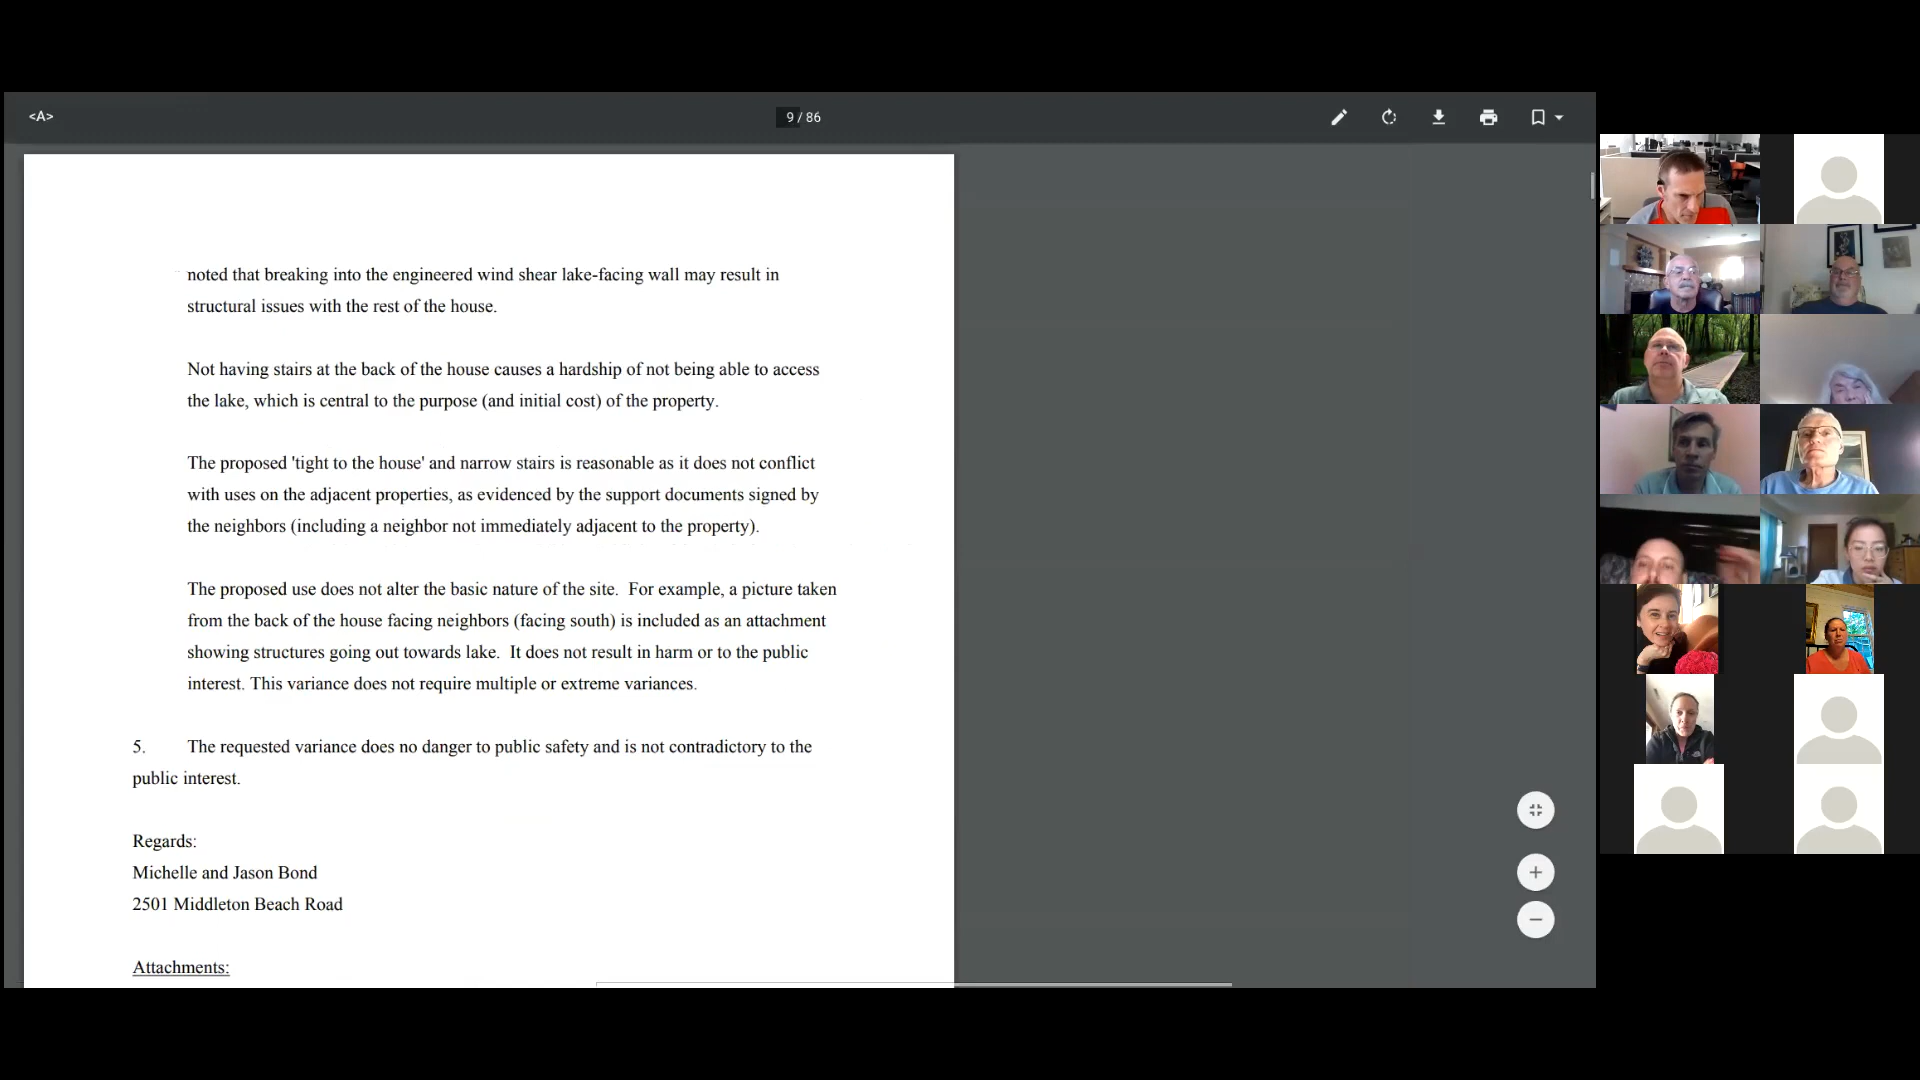 <A>
9 / 86
noted that breaking into the engineered wind shear lake-facing wall may result in
structural issues with the rest of the house.
Not having stairs at the back of the house causes a hardship of not being able to access
the lake, which is central to the purpose (and initial cost) of the property.
The proposed 'tight to the house' and narrow stairs is reasonable as it does not conflict
with uses on the adjacent properties, as evidenced by the support documents signed by
the neighbors (including a neighbor not immediately adjacent to the property).
The proposed use does not alter the basic nature of the site.  For example, a picture taken
from the back of the house facing neighbors (facing south) is included as an attachment
showing structures going out towards lake.  It does not result in harm or to the public
interest. This variance does not require multiple or extreme variances.
5. The requested variance does no danger to public safety and is not contradictory to the
public interest.
Regards:
Michelle and Jason Bond
2501 Middleton Beach Road
Attachments: